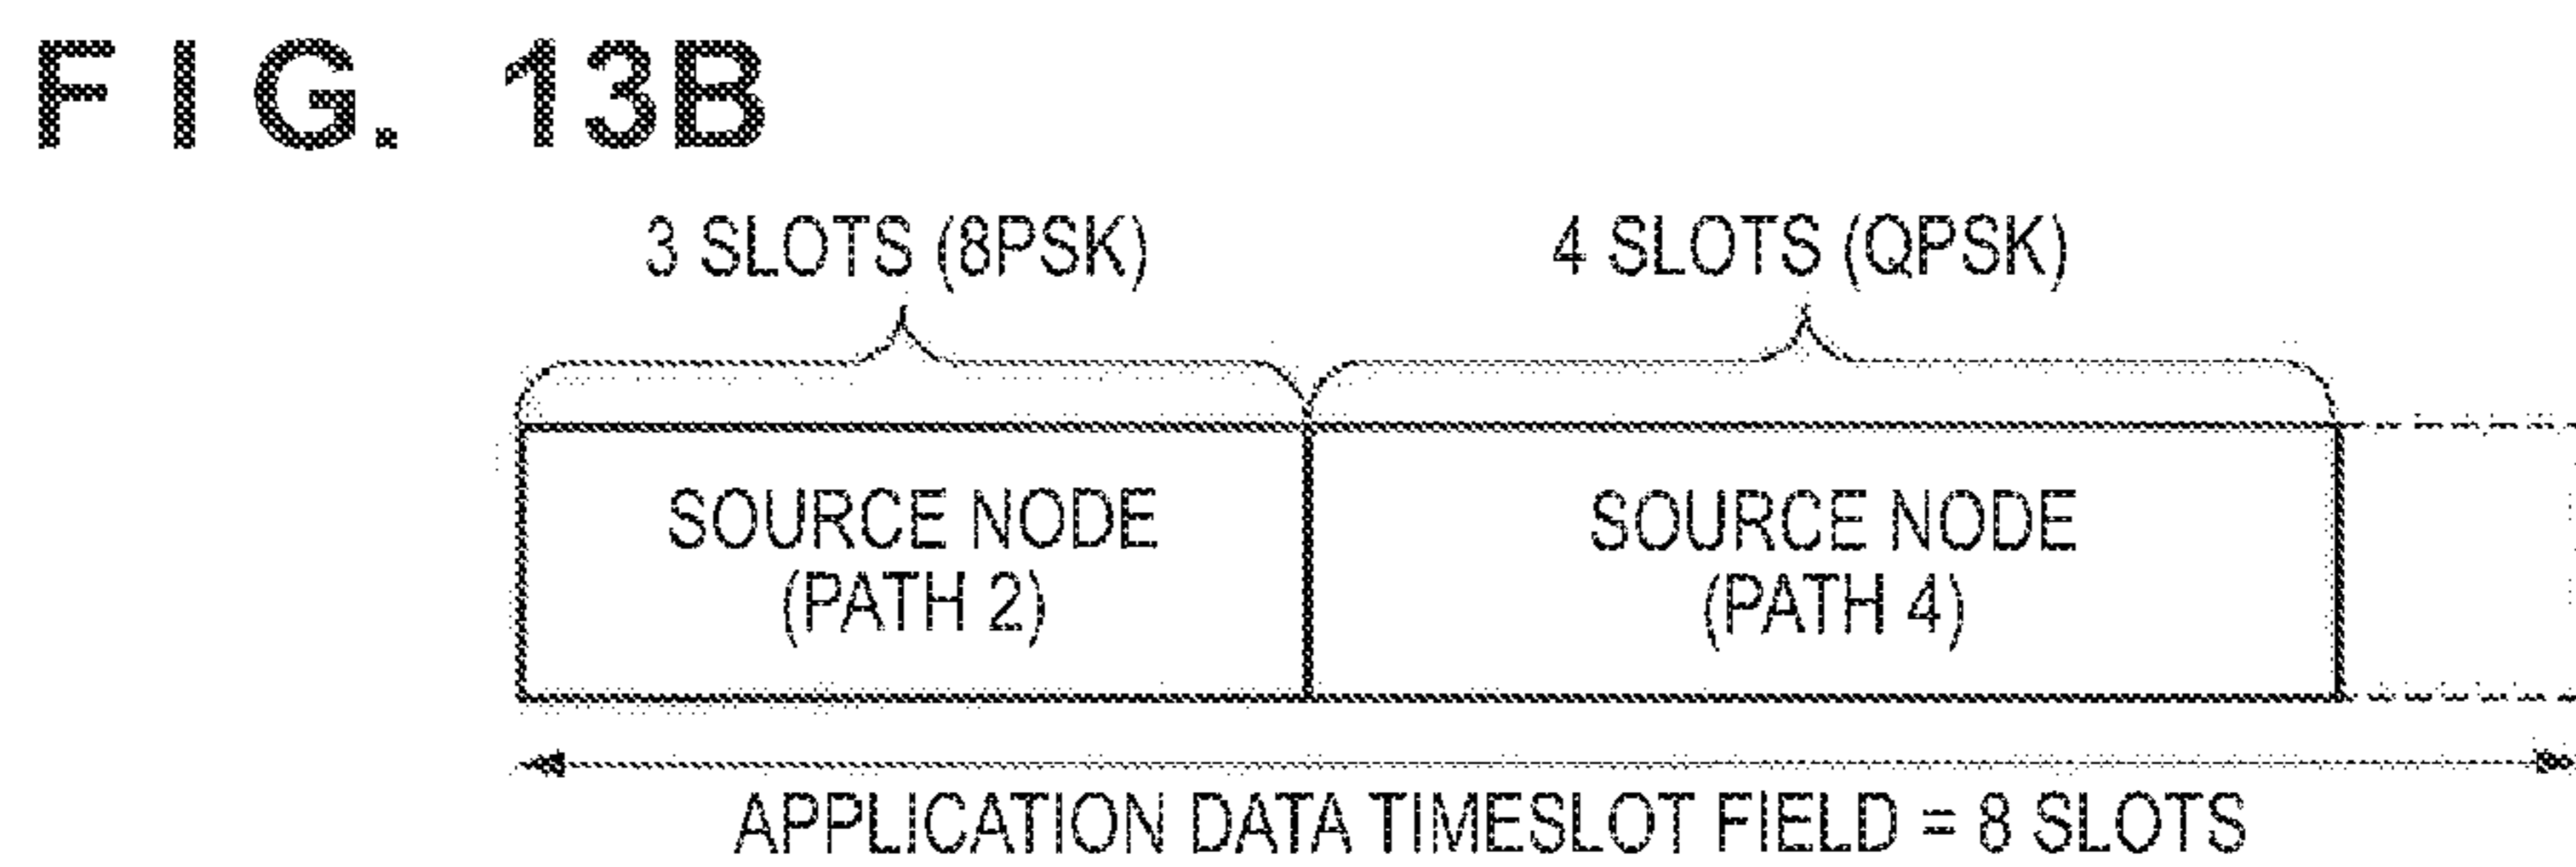 FIG. 13B
3 SLOTS (8PSK)
4 SLOTS (QPSK)
SOURCE NODE
(PATH 2)
SOURCE NODE
(PATH 4)
APPLICATION DATA TIMESLOT FIELD = 8 SLOTS